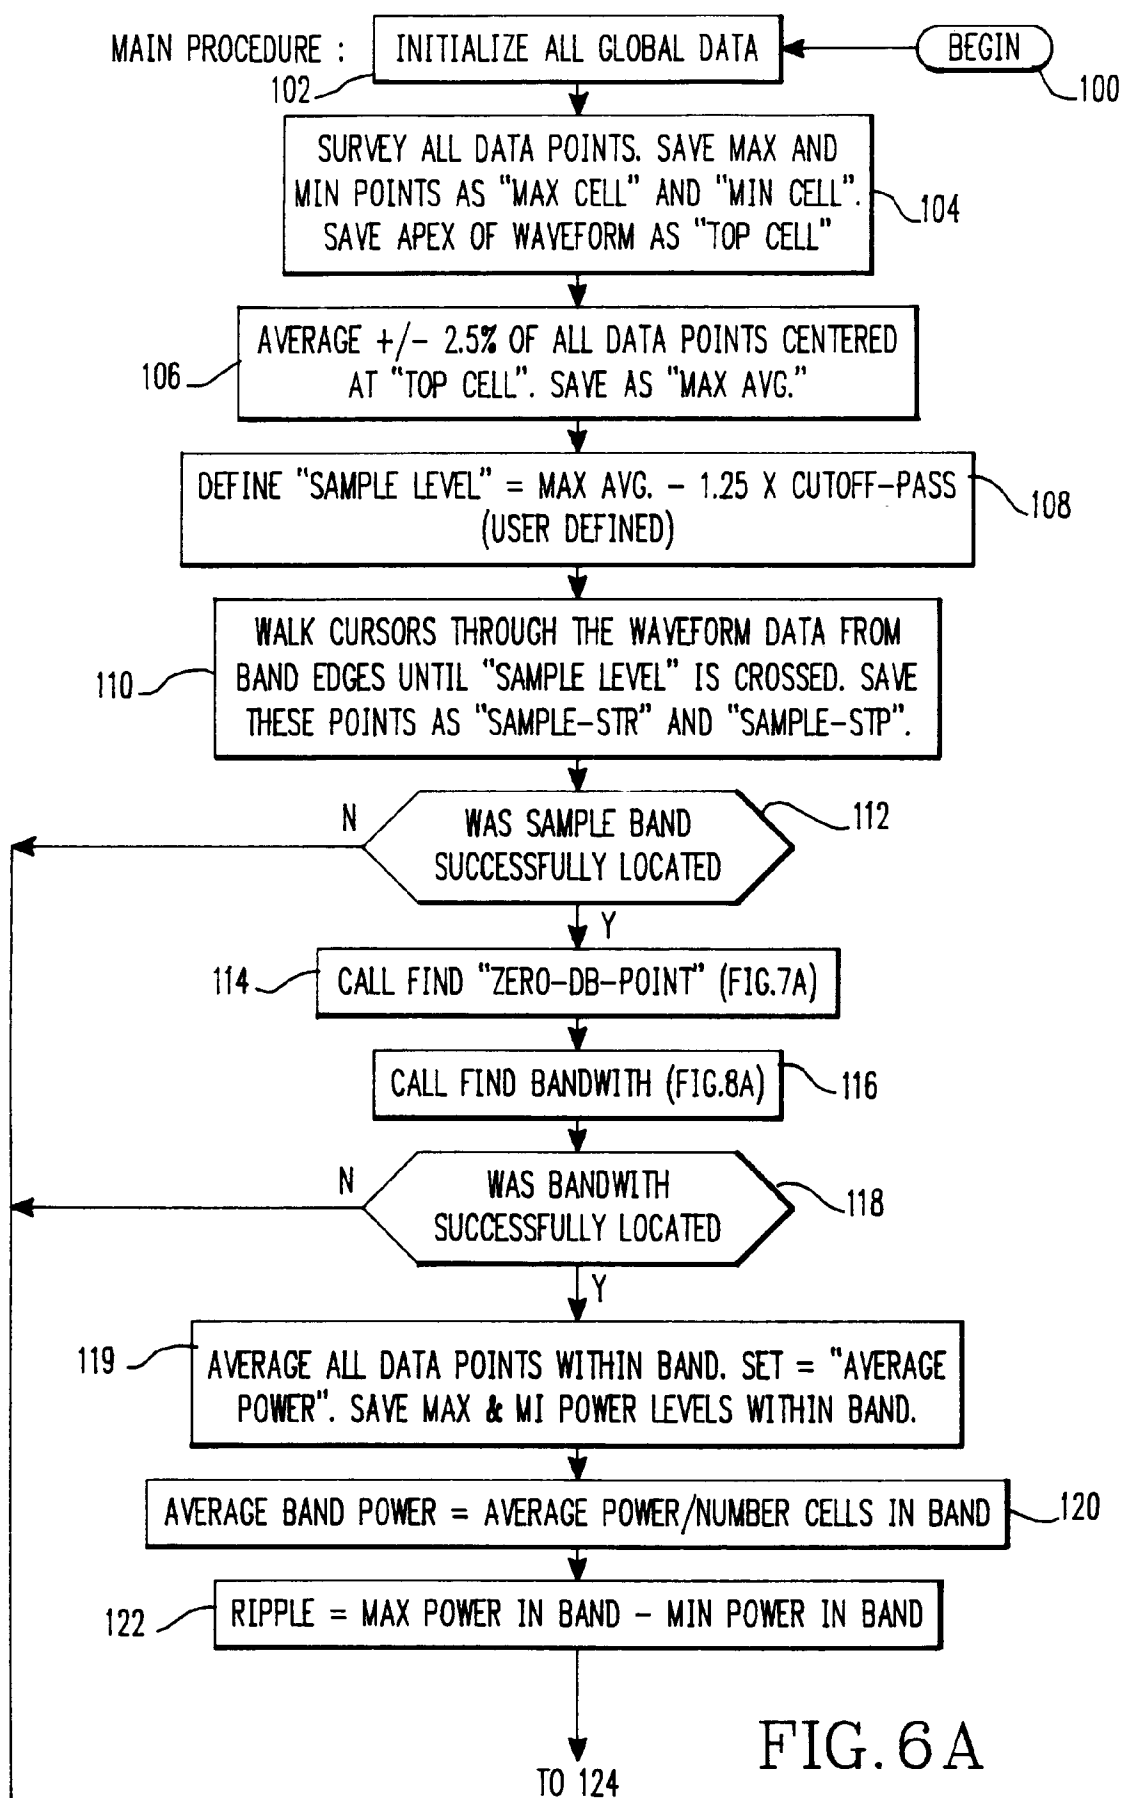 MAIN PROCEDURE :
INITIALIZE ALL GLOBAL DATA
BEGIN
100
102
SURVEY ALL DATA POINTS. SAVE MAX AND
MIN POINTS AS "MAX CELL" AND "MIN CELL".
SAVE APEX OF WAVEFORM AS "TOP CELL"
104
AVERAGE +/- 2.5% OF ALL DATA POINTS CENTERED
AT "TOP CELL". SAVE AS "MAX AVG."
106
DEFINE "SAMPLE LEVEL" = MAX AVG. - 1.25 X CUTOFF-PASS
(USER DEFINED)
108
WALK CURSORS THROUGH THE WAVEFORM DATA FROM
BAND EDGES UNTIL "SAMPLE LEVEL" IS CROSSED. SAVE
THESE POINTS AS "SAMPLE-STR" AND "SAMPLE-STP".
110
N
WAS SAMPLE BAND
SUCCESSFULLY LOCATED
112
Y
114
CALL FIND "ZERO-DB-POINT" (FIG.7A)
CALL FIND BANDWITH (FIG.8A)
116
N
WAS BANDWITH
SUCCESSFULLY LOCATED
118
Y
119
AVERAGE ALL DATA POINTS WITHIN BAND. SET = "AVERAGE
POWER". SAVE MAX & MI POWER LEVELS WITHIN BAND.
AVERAGE BAND POWER = AVERAGE POWER/NUMBER CELLS IN BAND
120
122
RIPPLE = MAX POWER IN BAND - MIN POWER IN BAND
TO 124
FIG. 6A